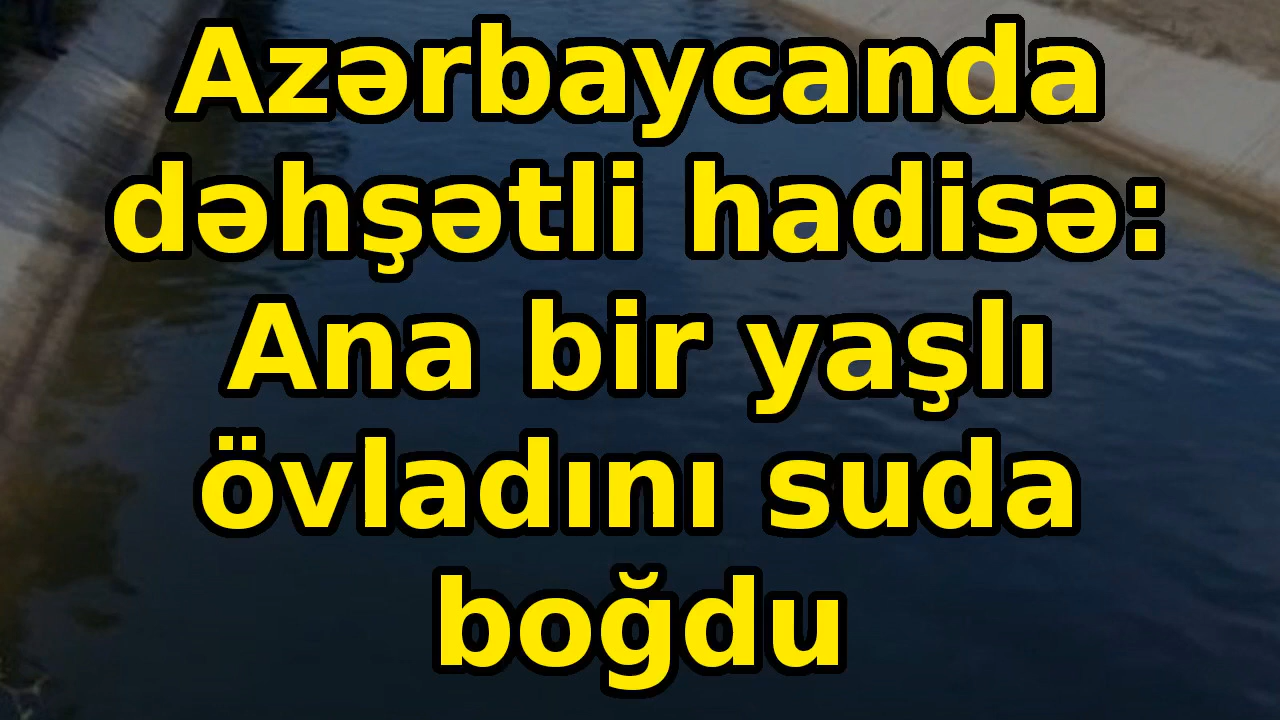 Azərbaycanda
dəhşətli hadisə:
Ana bir yaşlı
övladını suda
boğdu